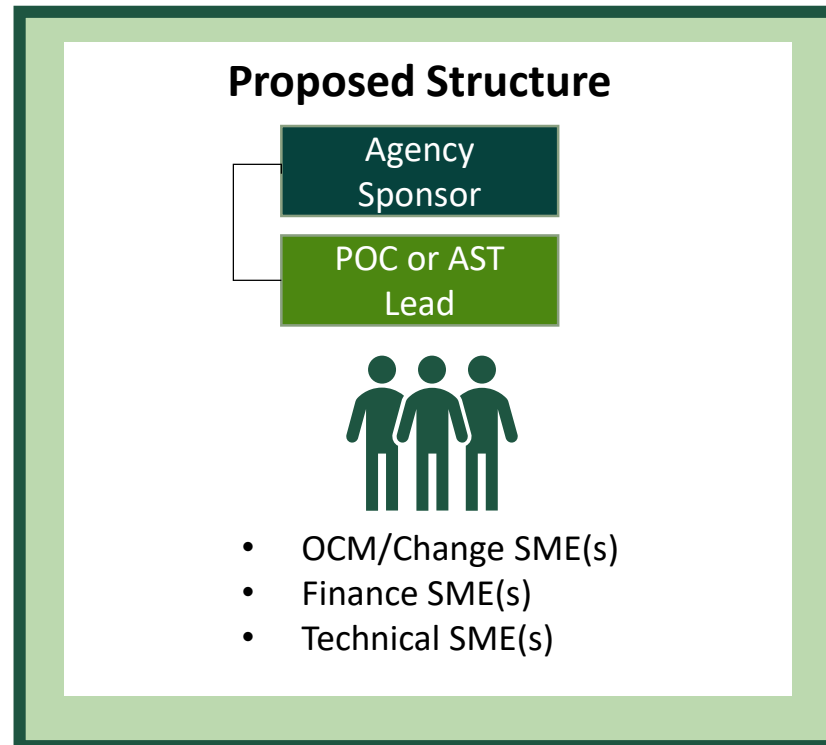 Proposed Structure
Agency
Sponsor
POC or AST
Lead
• OCM/Change SME(s)
• Finance SME(s)
• Technical SME(s)